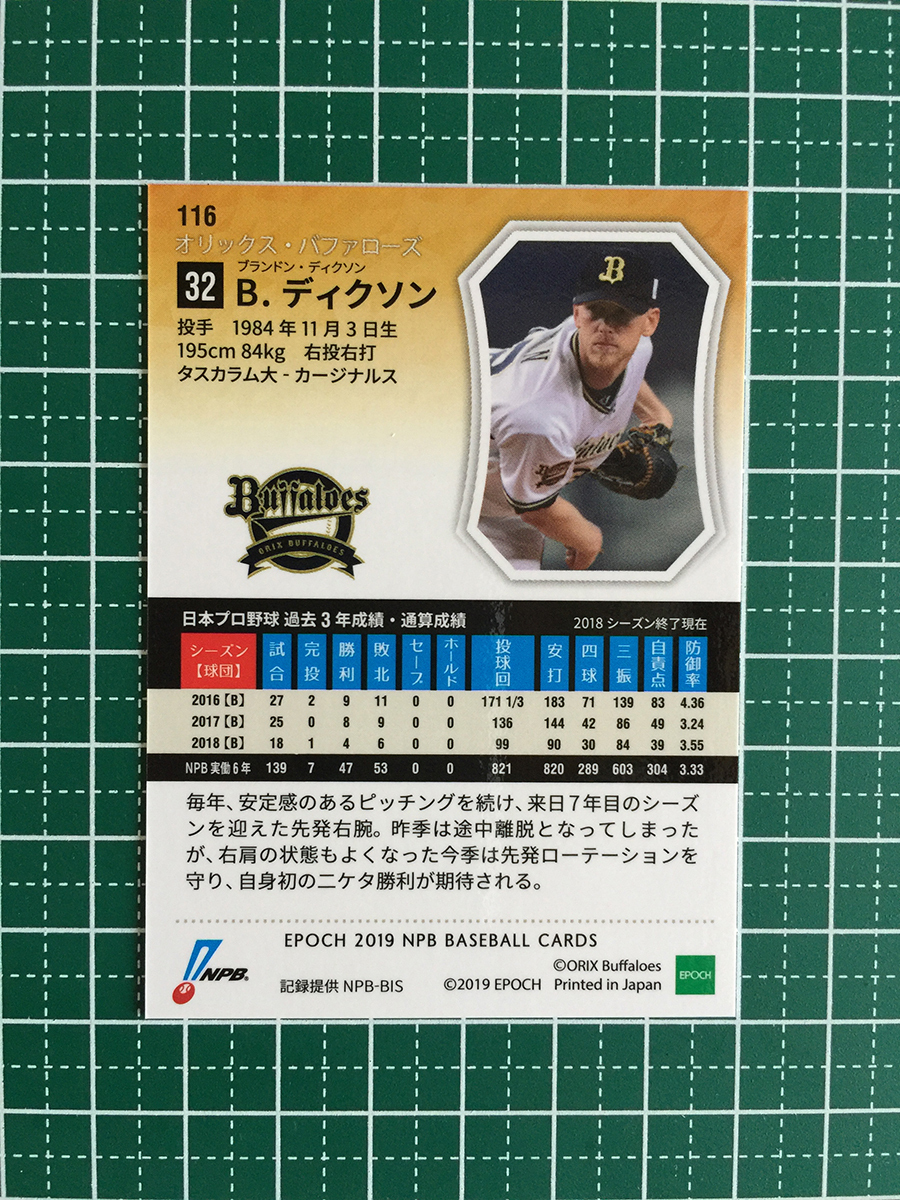 116
オリックス・バファローズ
ブランドン・ディクソン
32 B. ディクソン
投手 1984年11月3日生
195cm 84kg 右投右打
タスカラム大 - カージナルス
B
Buffaloes
ORIX BUFFALOES
日本プロ野球 過去3年成績・通算成績 2018シーズン終了現在
シーズン【球団】 試合 完投 勝利 敗北 セーブ ホールド 投球回 安打 四球 三振 自責点 防御率
2016【B】 27 2 9 11 0 0 171 1/3 183 71 139 83 4.36
2017【B】 25 0 8 9 0 0 136 144 42 86 49 3.24
2018【B】 18 1 4 6 0 0 99 90 30 84 39 3.55
NPB 実働6年 139 7 47 53 0 0 821 820 289 603 304 3.33
毎年、安定感のあるピッチングを続け、来日7年目のシーズ
ンを迎えた先発右腕。昨季は途中離脱となってしまった
が、右肩の状態もよくなった今季は先発ローテーションを
守り、自身初の二ケタ勝利が期待される。
EPOCH 2019 NPB BASEBALL CARDS
NPB®
記録提供 NPB-BIS
©2019 EPOCH
©ORIX Buffaloes
Printed in Japan
EPOCH